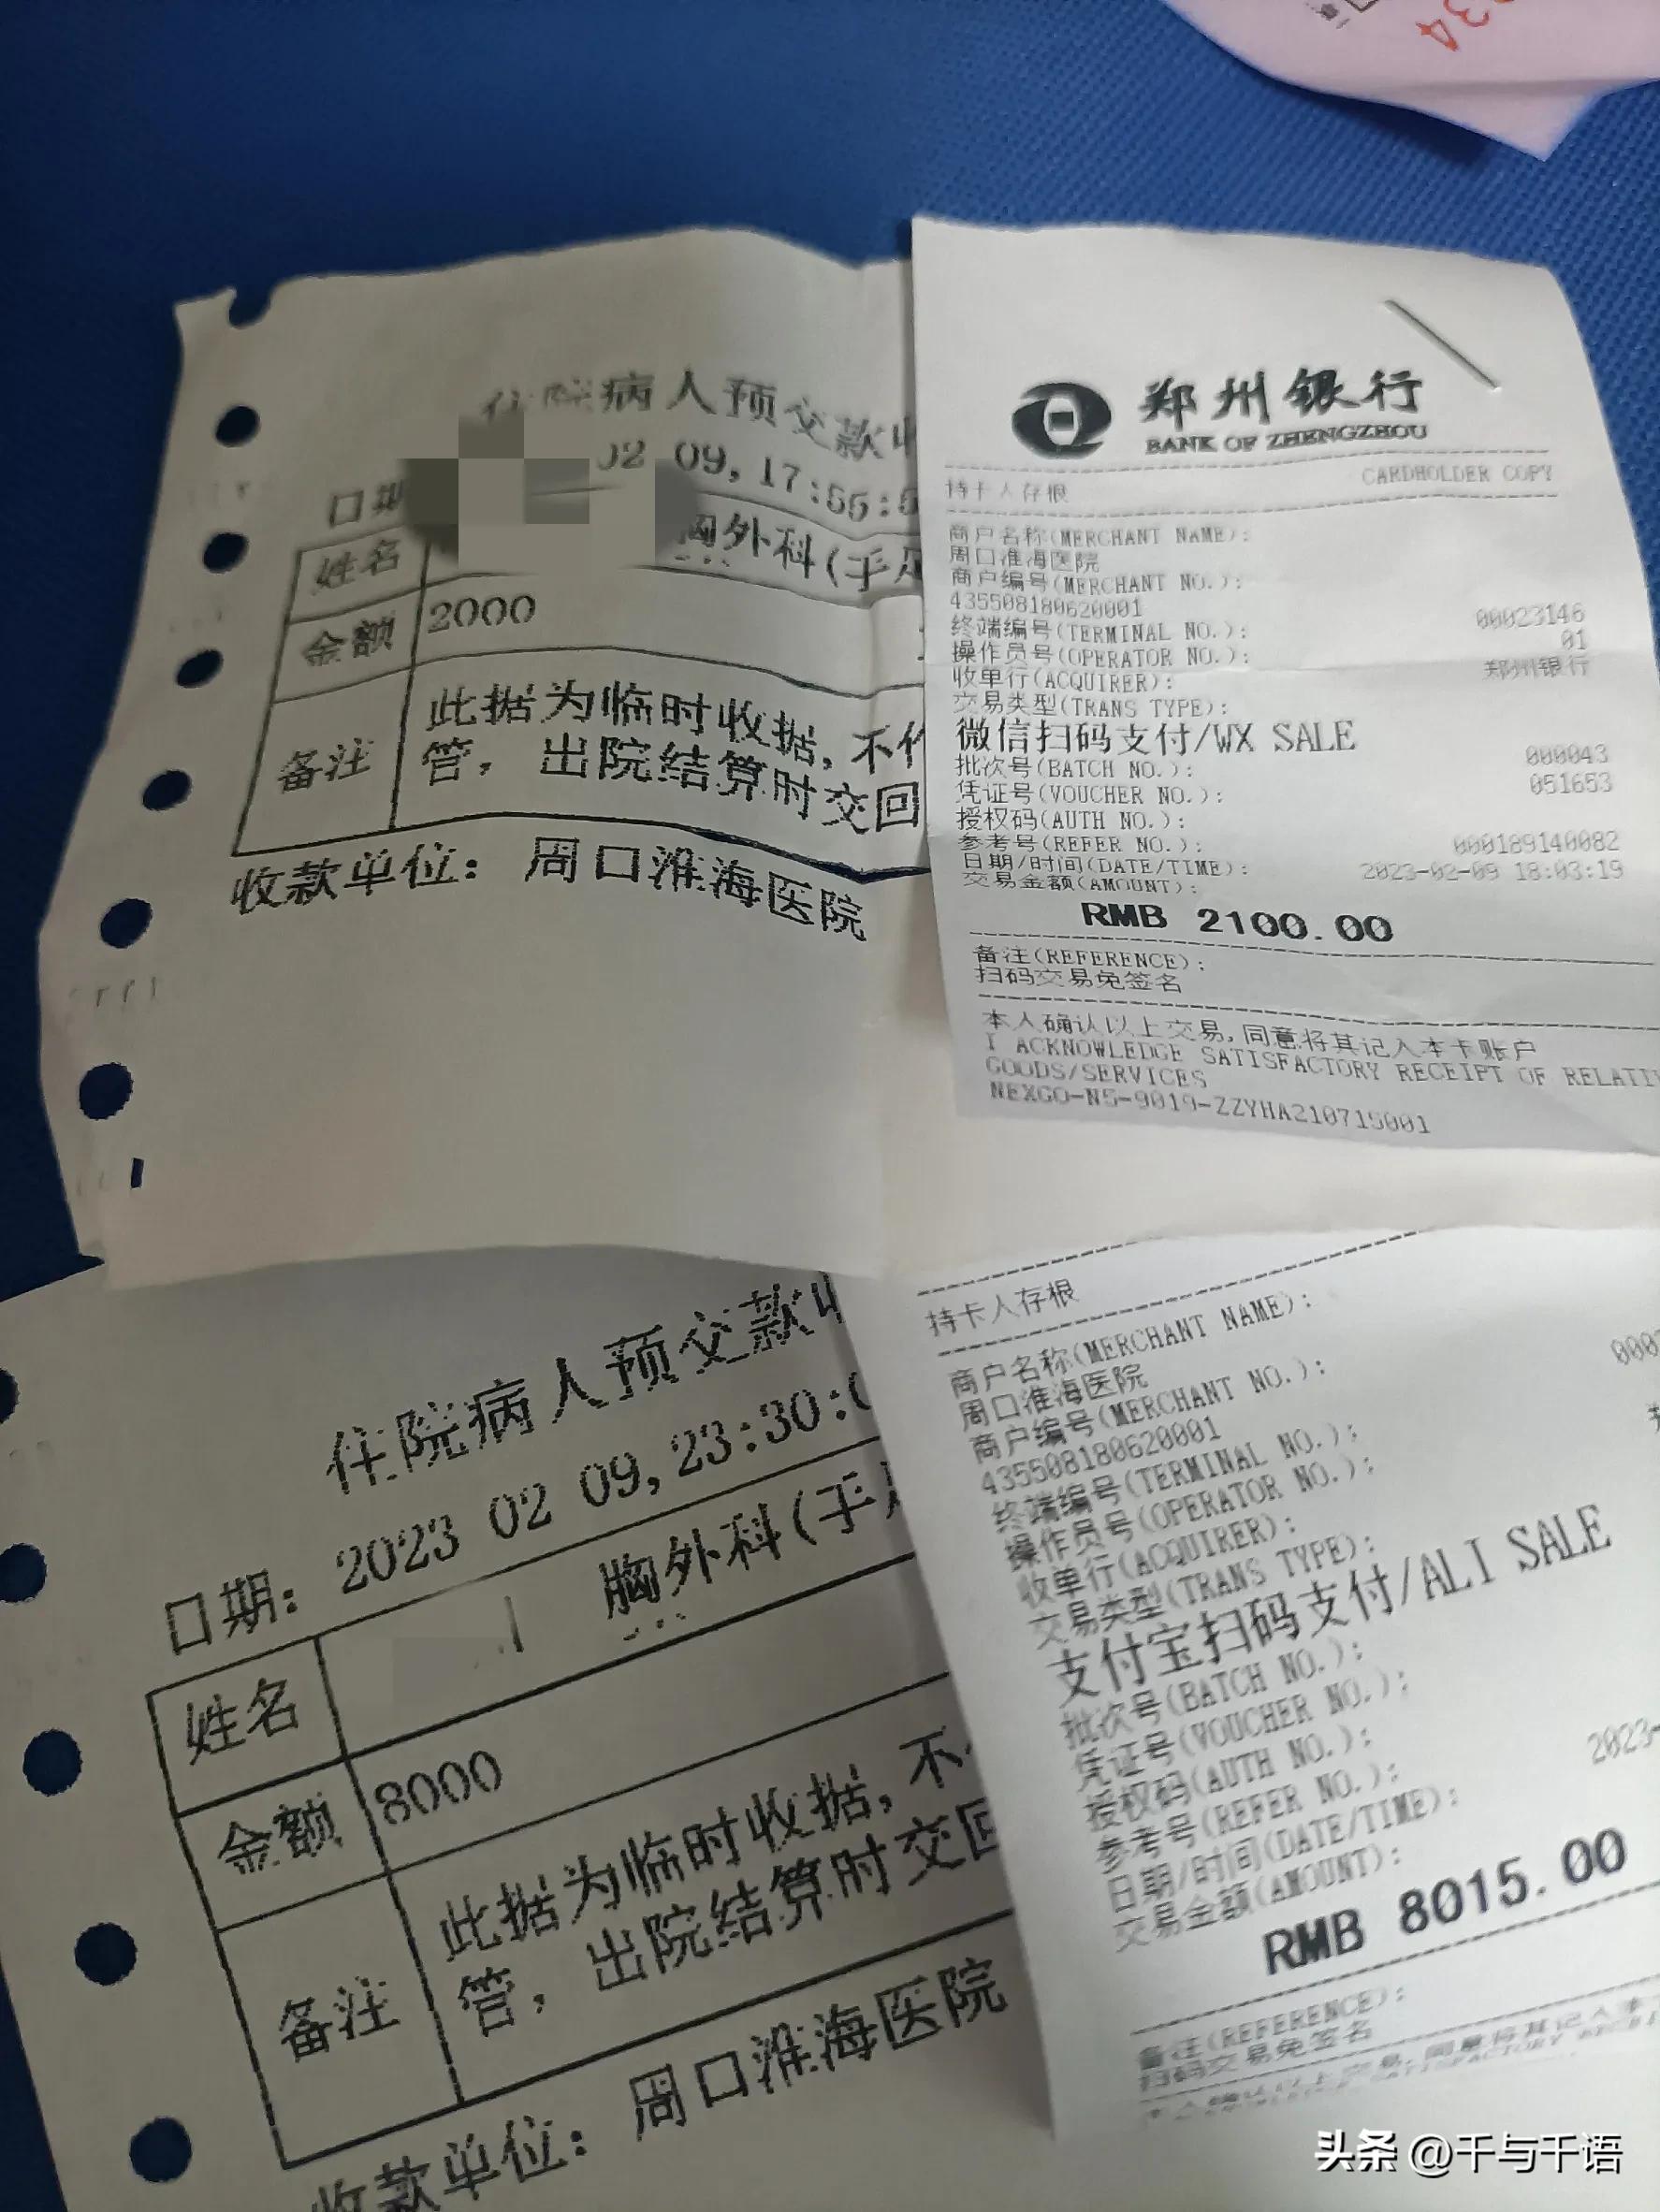 34
住院病人预交款
02 09,17:55:5
日期
姓名
胸外科(手足
金额
2000
备注
此据为临时收据,不作
管, 出院结算时交回
收款单位: 周口淮海医院
郑州银行
BANK OF ZHENGZHOU
持卡人存根 CARDHOLDER COPY
商户名称(MERCHANT NAME):
周口淮海医院
商户编号(MERCHANT NO.):
435508180620001
终端编号(TERMINAL NO.): 00023146
操作员号(OPERATOR NO.): 01
收单行(ACQUIRER): 郑州银行
交易类型(TRANS TYPE):
微信扫码支付/WX SALE
批次号(BATCH NO.): 000043
凭证号(VOUCHER NO.): 051653
授权码(AUTH NO.):
参考号(REFER NO.): 000189140082
日期/时间(DATE/TIME): 2023-02-09 18:03:19
交易金额(AMOUNT):
RMB 2100.00
备注(REFERENCE):
扫码交易免签名
本人确认以上交易,同意将其记入本卡账户
I ACKNOWLEDGE SATISFACTORY RECEIPT OF RELATI
GOODS/SERVICES
NEXGO-N5-9019-ZZYHA210715001
住院病人预交款收
日期: 2023 02 09,23:30:0
姓名
胸外科(手
金额
8000
备注
此据为临时收据,不
管, 出院结算时交回
收款单位: 周口淮海医院
持卡人存根
商户名称(MERCHANT NAME):
周口淮海医院
商户编号(MERCHANT NO.):
435508180620001
终端编号(TERMINAL NO.): 000
操作员号(OPERATOR NO.):
收单行(ACQUIRER):
交易类型(TRANS TYPE):
支付宝扫码支付/ALI SALE
批次号(BATCH NO.):
凭证号(VOUCHER NO.):
授权码(AUTH NO.):
参考号(REFER NO.):
日期/时间(DATE/TIME): 2023-
交易金额(AMOUNT):
RMB 8015.00
备注(REFERENCE):
扫码交易免签名
头条 @千与千语